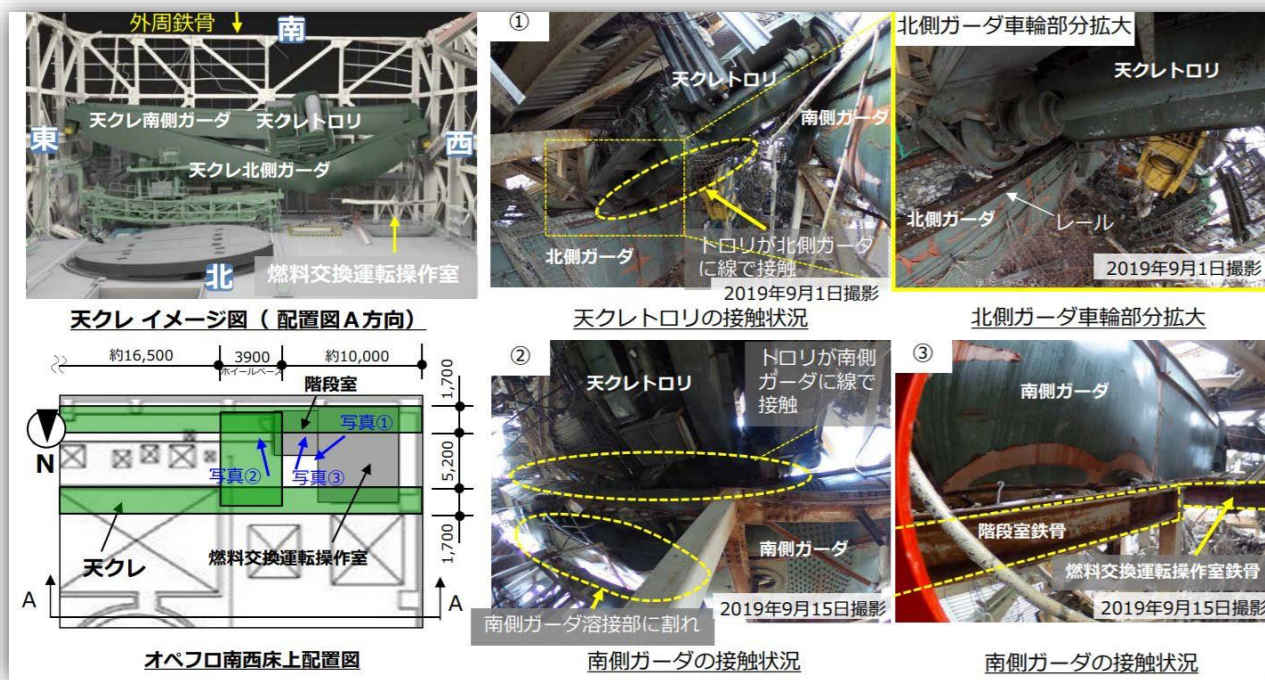 外周鉄骨
南
天クレ南側ガーダ
天クレトロリ
東
西
天クレ北側ガーダ
北
燃料交換運転操作室
天クレ イメージ図（ 配置図A方向）
①
天クレトロリ
南側ガーダ
北側ガーダ
トロリが北側ガーダ
に線で接触
2019年9月1日撮影
天クレトロリの接触状況
北側ガーダ車輪部分拡大
天クレトロリ
北側ガーダ
レール
2019年9月1日撮影
北側ガーダ車輪部分拡大
約16,500
3900
約10,000
ホイールベース
階段室
1,700
写真①
N
写真②
写真③
5,200
燃料交換運転操作室
天クレ
1,700
A
A
オペフロ南西床上配置図
②
天クレトロリ
トロリが南側
ガーダに線で
接触
南側ガーダ
2019年9月15日撮影
南側ガーダ溶接部に割れ
南側ガーダの接触状況
③
南側ガーダ
階段室鉄骨
燃料交換運転操作室鉄骨
2019年9月15日撮影
南側ガーダの接触状況